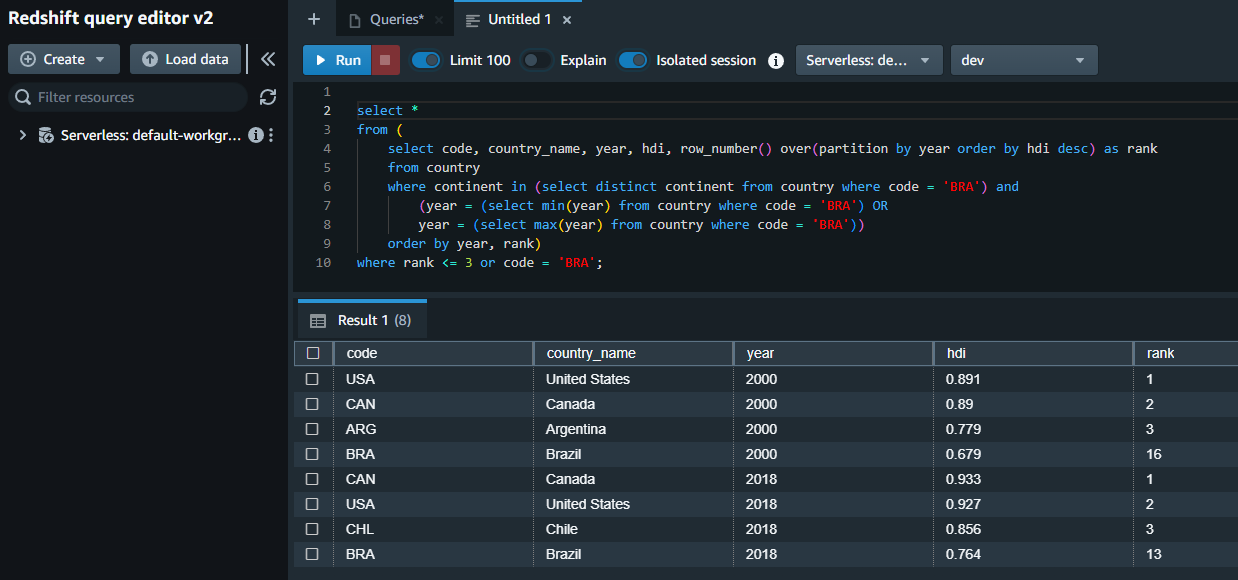 Redshift query editor v2
+ Queries* × Untitled 1 ×
Create Load data
Run Limit 100 Explain Isolated session Serverless: de... dev
Filter resources
Serverless: default-workgr...
1
2 select *
3 from (
4 select code, country_name, year, hdi, row_number() over(partition by year order by hdi desc) as rank
5 from country
6 where continent in (select distinct continent from country where code = 'BRA') and
7 (year = (select min(year) from country where code = 'BRA') OR
8 year = (select max(year) from country where code = 'BRA'))
9 order by year, rank)
10 where rank <= 3 or code = 'BRA';
Result 1 (8)
code country_name year hdi rank
USA United States 2000 0.891 1
CAN Canada 2000 0.89 2
ARG Argentina 2000 0.779 3
BRA Brazil 2000 0.679 16
CAN Canada 2018 0.933 1
USA United States 2018 0.927 2
CHL Chile 2018 0.856 3
BRA Brazil 2018 0.764 13